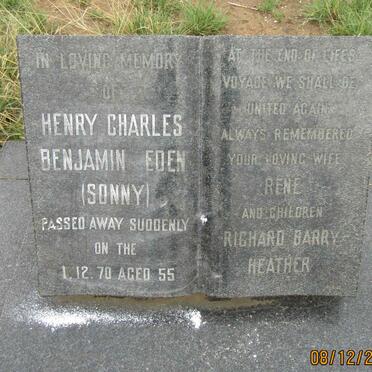 IN LOVING MEMORY
OF
HENRY CHARLES
BENJAMIN EDEN
(SONNY)
PASSED AWAY SUDDENLY
ON THE
1.12.70 AGED 55
AT THE END OF LIFES
VOYAGE WE SHALL BE
UNITED AGAIN
ALWAYS REMEMBERED
YOUR LOVING WIFE
RENE
AND CHILDREN
RICHARD BARRY
HEATHER
08/12/2